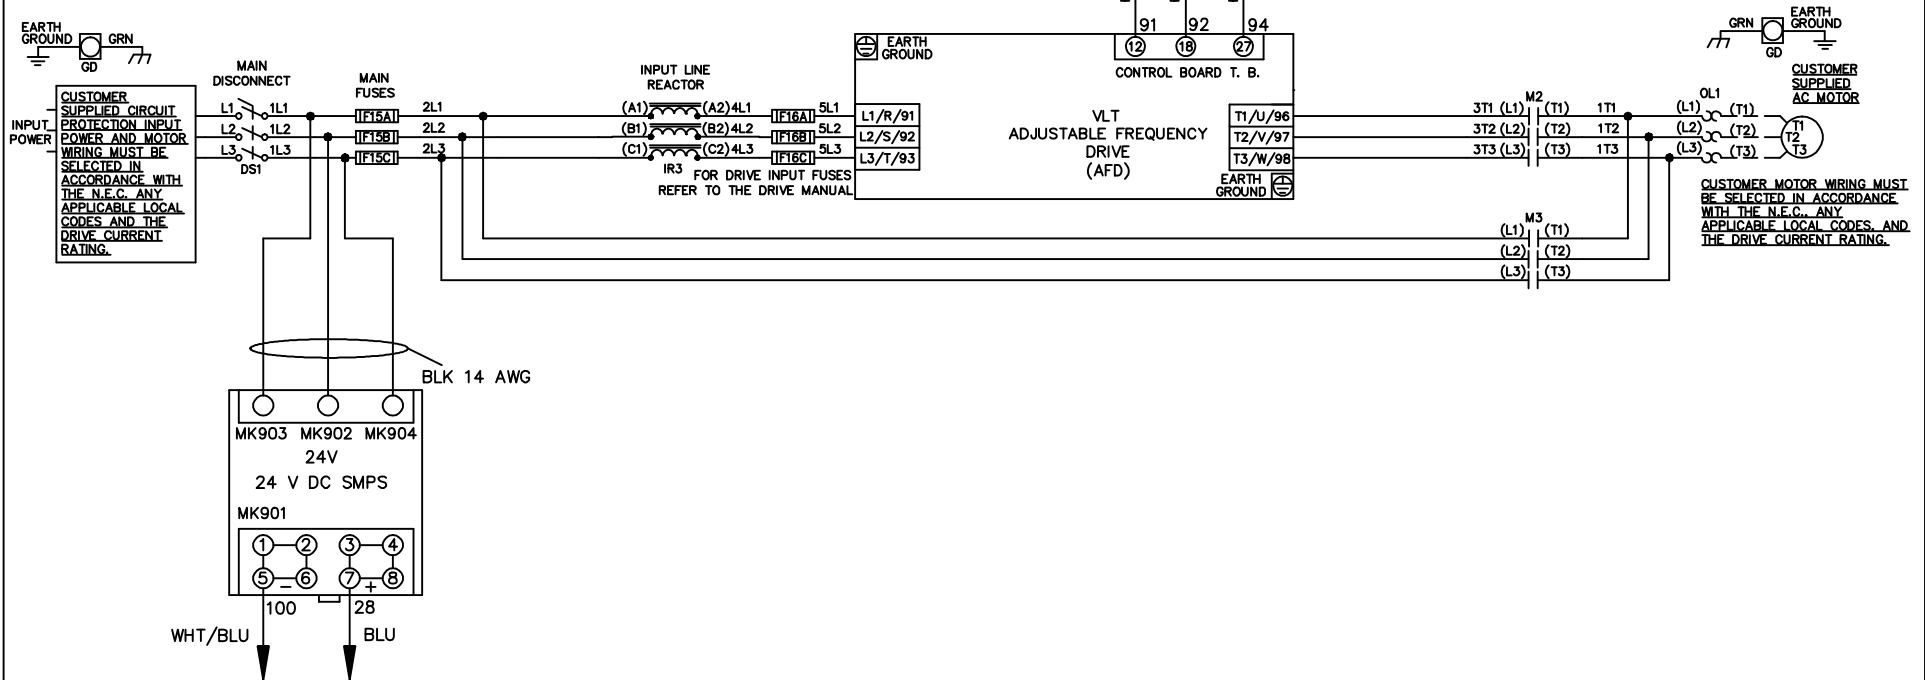 EARTH
GROUND
GRN
GD
91
92
94
12
18
27
CONTROL BOARD T. B.
EARTH
GROUND
GRN
EARTH
GROUND
GD
INPUT
POWER
CUSTOMER
SUPPLIED CIRCUIT
PROTECTION INPUT
POWER AND MOTOR
WIRING MUST BE
SELECTED IN
ACCORDANCE WITH
THE N.E.C. ANY
APPLICABLE LOCAL
CODES AND THE
DRIVE CURRENT
RATING.
MAIN
DISCONNECT
L1
1L1
L2
1L2
L3
1L3
DS1
MAIN
FUSES
F15A
2L1
F15B
2L2
F15C
2L3
INPUT LINE
REACTOR
(A1)
(A2)
4L1
(B1)
(B2)
4L2
(C1)
(C2)
4L3
IR3
F16A
5L1
F16B
5L2
F16C
5L3
FOR DRIVE INPUT FUSES
REFER TO THE DRIVE MANUAL
L1/R/91
L2/S/92
L3/T/93
VLT
ADJUSTABLE FREQUENCY
DRIVE
(AFD)
T1/U/96
T2/V/97
T3/W/98
EARTH
GROUND
M2
3T1 (L1) (T1) 1T1
3T2 (L2) (T2) 1T2
3T3 (L3) (T3) 1T3
M3
(L1) (T1)
(L2) (T2)
(L3) (T3)
OL1
(L1) (T1)
(L2) (T2)
(L3) (T3)
T1
T2
T3
CUSTOMER
SUPPLIED
AC MOTOR
CUSTOMER MOTOR WIRING MUST
BE SELECTED IN ACCORDANCE
WITH THE N.E.C., ANY
APPLICABLE LOCAL CODES, AND
THE DRIVE CURRENT RATING.
BLK 14 AWG
MK903 MK902 MK904
24V
24 V DC SMPS
MK901
1 2 3 4
5 − 6 7 + 8
100
28
WHT/BLU
BLU